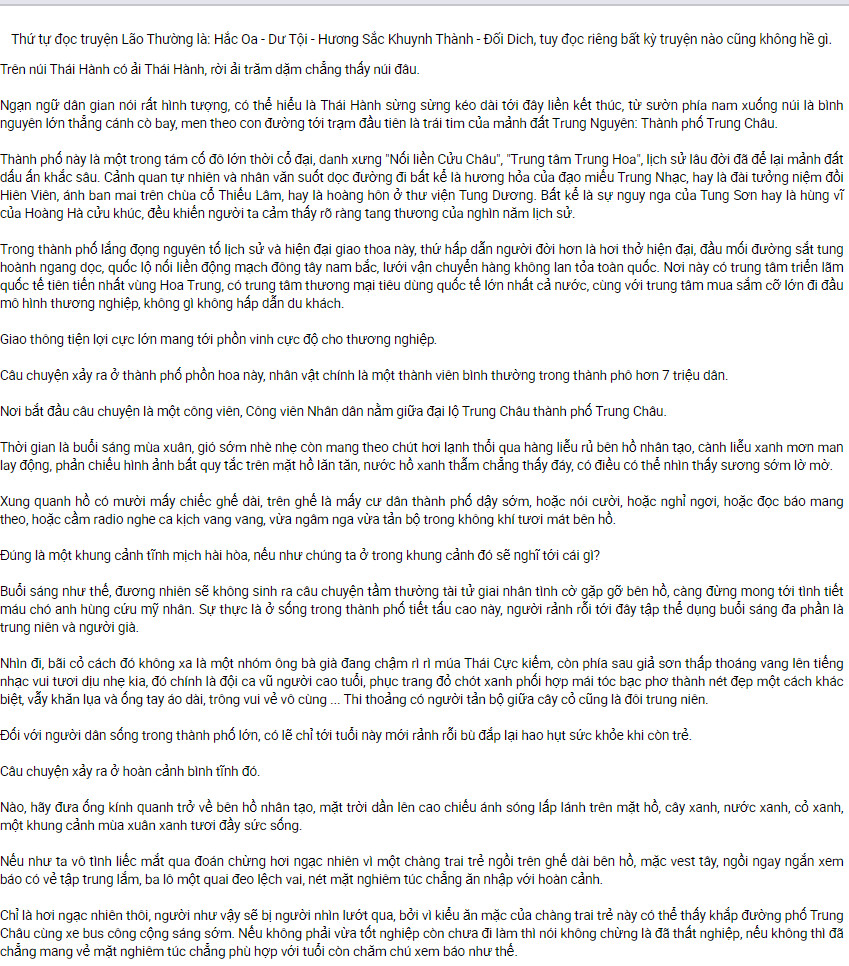 Thứ tự đọc truyện Lão Thường là: Hắc Oa - Dư Tội - Hương Sắc Khuynh Thành - Đối Dịch, tuy đọc riêng bất kỳ truyện nào cũng không hề gì.
Trên núi Thái Hành có ải Thái Hành, rời ải trăm dặm chẳng thấy núi đâu.
Ngạn ngữ dân gian nói rất hình tượng, có thể hiểu là Thái Hành sừng sừng kéo dài tới đây liền kết thúc, từ sườn phía nam xuống núi là bình
nguyên lớn thẳng cánh cò bay, men theo con đường tới trạm đầu tiên là trái tim của mảnh đất Trung Nguyên: Thành phố Trung Châu.
Thành phố này là một trong tám cố đô lớn thời cổ đại, danh xưng "Nối liền Cửu Châu", "Trung tâm Trung Hoa", lịch sử lâu đời đã để lại mảnh đất
dấu ấn khắc sâu. Cảnh quan tự nhiên và nhân văn suốt dọc đường đi bất kể là hương hỏa của đạo miếu Trung Nhạc, hay là đài tưởng niệm đồi
Hiên Viên, ánh ban mai trên chùa cổ Thiếu Lâm, hay là hoàng hôn ở thư viện Tung Dương. Bất kể là sự nguy nga của Tung Sơn hay là hùng vĩ
của Hoàng Hà cửu khúc, đều khiến người ta cảm thấy rõ ràng tang thương của nghìn năm lịch sử.
Trong thành phố lắng đọng nguyên tố lịch sử và hiện đại giao thoa này, thứ hấp dẫn người đời hơn là hơi thở hiện đại, đầu mối đường sắt tung
hoành ngang dọc, quốc lộ nối liền động mạch đông tây nam bắc, lưới vận chuyển hàng không lan tỏa toàn quốc. Nơi này có trung tâm triển lãm
quốc tế tiên tiến nhất vùng Hoa Trung, có trung tâm thương mại tiêu dùng quốc tế lớn nhất cả nước, cùng với trung tâm mua sắm cỡ lớn đi đầu
mô hình thương nghiệp, không gì không hấp dẫn du khách.
Giao thông tiện lợi cực lớn mang tới phồn vinh cực độ cho thương nghiệp.
Câu chuyện xảy ra ở thành phố phồn hoa này, nhân vật chính là một thành viên bình thường trong thành phô hơn 7 triệu dân.
Nơi bắt đầu câu chuyện là một công viên, Công viên Nhân dân nằm giữa đại lộ Trung Châu thành phố Trung Châu.
Thời gian là buổi sáng mùa xuân, gió sớm nhè nhẹ còn mang theo chút hơi lạnh thổi qua hàng liễu rủ bên hồ nhân tạo, cành liễu xanh mơn man
lay động, phản chiếu hình ảnh bất quy tắc trên mặt hồ lăn tăn, nước hồ xanh thẫm chẳng thấy đáy, có điều có thể nhìn thấy sương sớm lờ mờ.
Xung quanh hồ có mười mấy chiếc ghế dài, trên ghế là mấy cư dân thành phố dậy sớm, hoặc nói cười, hoặc nghỉ ngơi, hoặc đọc báo mang
theo, hoặc cầm radio nghe ca kịch vang vang, vừa ngâm nga vừa tản bộ trong không khí tươi mát bên hồ.
Đúng là một khung cảnh tĩnh mịch hài hòa, nếu như chúng ta ở trong khung cảnh đó sẽ nghĩ tới cái gì?
Buổi sáng như thế, đương nhiên sẽ không sinh ra câu chuyện tầm thường tài tử giai nhân tình cờ gặp gỡ bên hồ, càng đừng mong tới tình tiết
máu chó anh hùng cứu mỹ nhân. Sự thực là ở sống trong thành phố tiết tấu cao này, người rảnh rỗi tới đây tập thể dụng buổi sáng đa phần là
trung niên và người già.
Nhìn đi, bãi cỏ cách đó không xa là một nhóm ông bà già đang chậm rì rì múa Thái Cực kiếm, còn phía sau giả sơn thấp thoáng vang lên tiếng
nhạc vui tươi dịu nhẹ kia, đó chính là đội ca vũ người cao tuổi, phục trang đỏ chót xanh phối hợp mái tóc bạc phơ thành nét đẹp một cách khác
biệt, vẫy khăn lụa và ống tay áo dài, trông vui vẻ vô cùng ... Thi thoảng có người tản bộ giữa cây cỏ cũng là đôi trung niên.
Đối với người dân sống trong thành phố lớn, có lẽ chỉ tới tuổi này mới rảnh rỗi bù đắp lại hao hụt sức khỏe khi còn trẻ.
Câu chuyện xảy ra ở hoàn cảnh bình tĩnh đó.
Nào, hãy đưa ống kính quanh trở về bên hồ nhân tạo, mặt trời dần lên cao chiếu ánh sóng lấp lánh trên mặt hồ, cây xanh, nước xanh, cỏ xanh,
một khung cảnh mùa xuân xanh tươi đầy sức sống.
Nếu như ta vô tình liếc mắt qua đoán chừng hơi ngạc nhiên vì một chàng trai trẻ ngồi trên ghế dài bên hồ, mặc vest tây, ngồi ngay ngắn xem
báo có vẻ tập trung lắm, ba lô một quai đeo lệch vai, nét mặt nghiêm túc chẳng ăn nhập với hoàn cảnh.
Chỉ là hơi ngạc nhiên thôi, người như vậy sẽ bị người nhìn lướt qua, bởi vì kiểu ăn mặc của chàng trai trẻ này có thể thấy khắp đường phố Trung
Châu cùng xe bus công cộng sáng sớm. Nếu không phải vừa tốt nghiệp còn chưa đi làm thì nói không chừng là đã thất nghiệp, nếu không thì đã
chẳng mang vẻ mặt nghiêm túc chẳng phù hợp với tuổi còn chăm chú xem báo như thế.